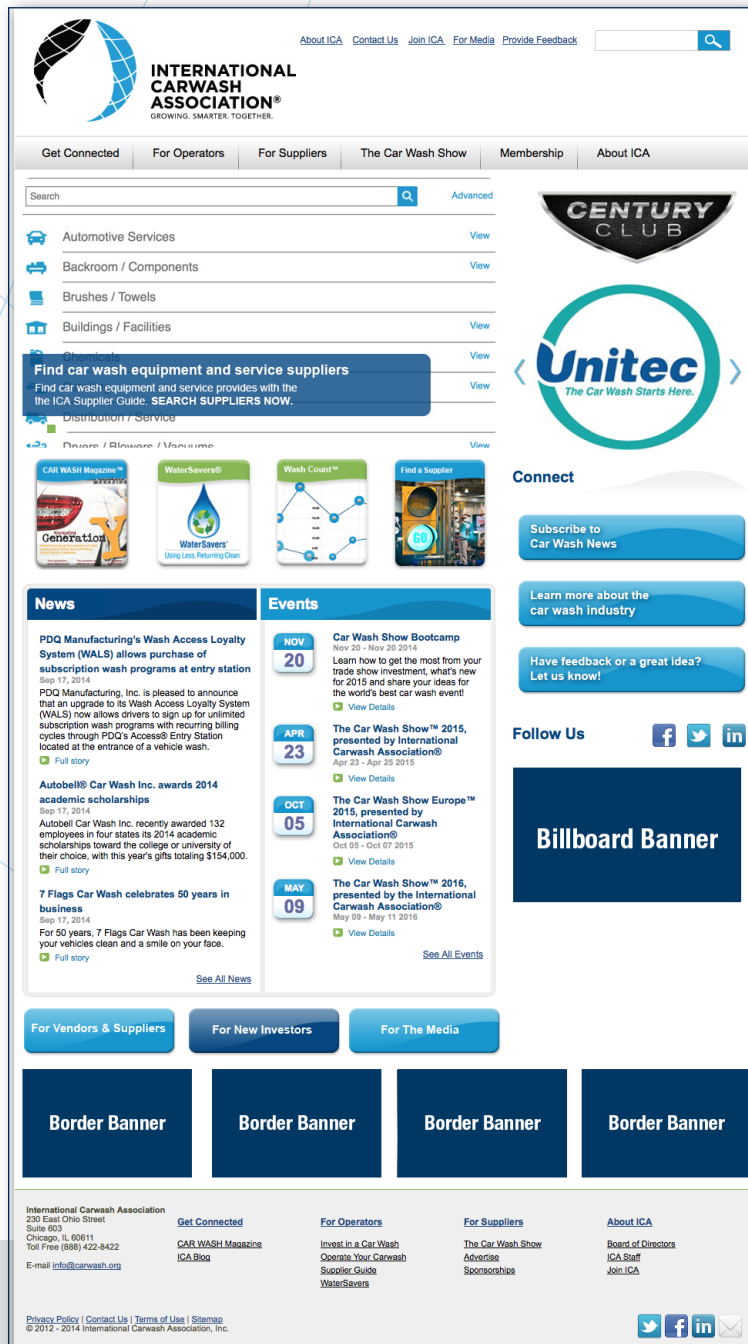 About ICA Contact Us Join ICA For Media Provide Feedback
INTERNATIONAL
CARWASH
ASSOCIATION®
GROWING. SMARTER. TOGETHER.
Get Connected For Operators For Suppliers The Car Wash Show Membership About ICA
Search Advanced
Automotive Services View
Backroom / Components View
Brushes / Towels
Buildings / Facilities View
Chemicals View
Find car wash equipment and service suppliers
Find car wash equipment and service provides with the View
the ICA Supplier Guide. SEARCH SUPPLIERS NOW.
Distribution / Service
Dryers / Blowers / Vacuums View
CENTURY
CLUB
Unitec
The Car Wash Starts Here.
CAR WASH Magazine™
Navigating
Generation Y
WaterSavers®
WaterSavers®
Using Less. Returning Clean.
Wash Count™
Find a Supplier
GO
Connect
Subscribe to
Car Wash News
Learn more about the
car wash industry
Have feedback or a great idea?
Let us know!
Follow Us
Billboard Banner
News
PDQ Manufacturing's Wash Access Loyalty
System (WALS) allows purchase of
subscription wash programs at entry station
Sep 17, 2014
PDQ Manufacturing, Inc. is pleased to announce
that an upgrade to its Wash Access Loyalty System
(WALS) now allows drivers to sign up for unlimited
subscription wash programs with recurring billing
cycles through PDQ's Access® Entry Station
located at the entrance of a vehicle wash.
Full story
Autobell® Car Wash Inc. awards 2014
academic scholarships
Sep 17, 2014
Autobell Car Wash Inc. recently awarded 132
employees in four states its 2014 academic
scholarships toward the college or university of
their choice, with this year's gifts totaling $154,000.
Full story
7 Flags Car Wash celebrates 50 years in
business
Sep 17, 2014
For 50 years, 7 Flags Car Wash has been keeping
your vehicles clean and a smile on your face.
Full story
See All News
Events
NOV
20
Car Wash Show Bootcamp
Nov 20 - Nov 20 2014
Learn how to get the most from your
trade show investment, what's new
for 2015 and share your ideas for
the world's best car wash event!
View Details
APR
23
The Car Wash Show™ 2015,
presented by International
Carwash Association®
Apr 23 - Apr 25 2015
View Details
OCT
05
The Car Wash Show Europe™
2015, presented by
International Carwash
Association®
Oct 05 - Oct 07 2015
View Details
MAY
09
The Car Wash Show™ 2016,
presented by the International
Carwash Association®
May 09 - May 11 2016
View Details
See All Events
For Vendors & Suppliers For New Investors For The Media
Border Banner Border Banner Border Banner Border Banner
International Carwash Association
230 East Ohio Street
Suite 603
Chicago, IL 60611
Toll Free (888) 422-8422
E-mail info@carwash.org
Get Connected
CAR WASH Magazine
ICA Blog
For Operators
Invest in a Car Wash
Operate Your Carwash
Supplier Guide
WaterSavers
For Suppliers
The Car Wash Show
Advertise
Sponsorships
About ICA
Board of Directors
ICA Staff
Join ICA
Privacy Policy | Contact Us | Terms of Use | Sitemap
© 2012 - 2014 International Carwash Association, Inc.